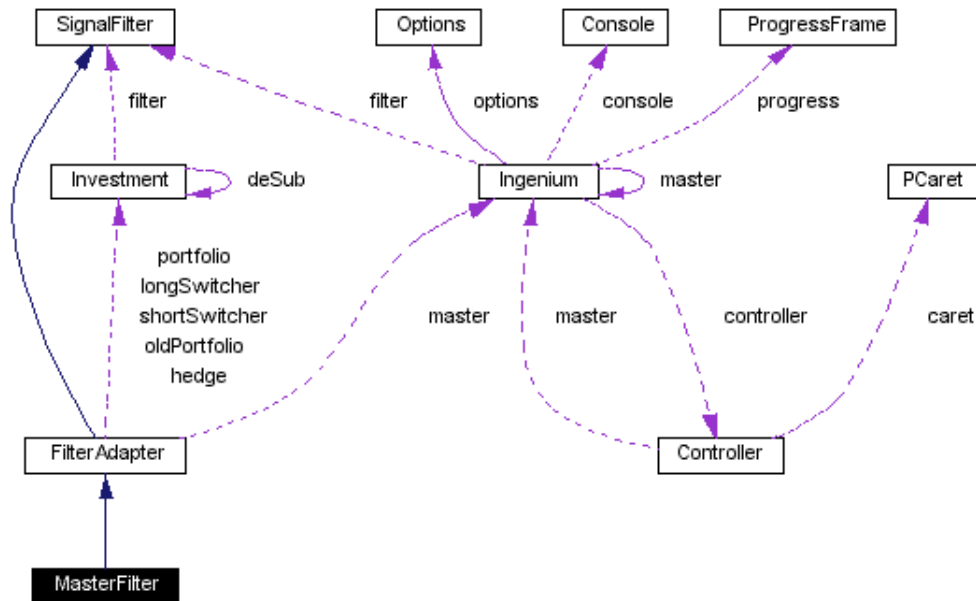 SignalFilter
Options
Console
ProgressFrame
filter
filter
options
console
progress
Investment
deSub
Ingenium
master
PCaret
portfolio
longSwitcher
shortSwitcher
oldPortfolio
hedge
master
master
controller
caret
FilterAdapter
Controller
MasterFilter